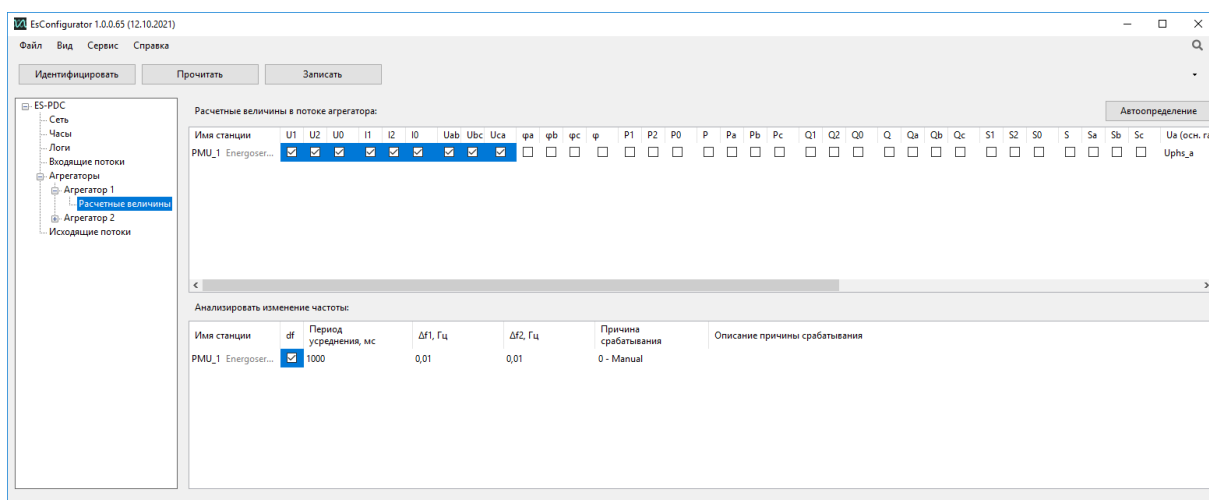 EsConfigurator 1.0.0.65 (12.10.2021)
Файл Вид Сервис Справка
Идентифицировать Прочитать Записать
ES-PDC
Сеть
Часы
Логи
Входящие потоки
Агрегаторы
Агрегатор 1
Расчетные величины
Агрегатор 2
Исходящие потоки
Расчетные величины в потоке агрегатора:
Автоопределение
Имя станции U1 U2 U0 I1 I2 I0 Uab Ubc Uca φa φb φc φ P1 P2 P0 P Pa Pb Pc Q1 Q2 Q0 Q Qa Qb Qc S1 S2 S0 S Sa Sb Sc Ua (осн.
PMU_1 Energoser... Uphs_a
Анализировать изменение частоты:
Имя станции df Период усреднения, мс Δf1, Гц Δf2, Гц Причина срабатывания Описание причины срабатывания
PMU_1 Energoser... 1000 0,01 0,01 0 - Manual